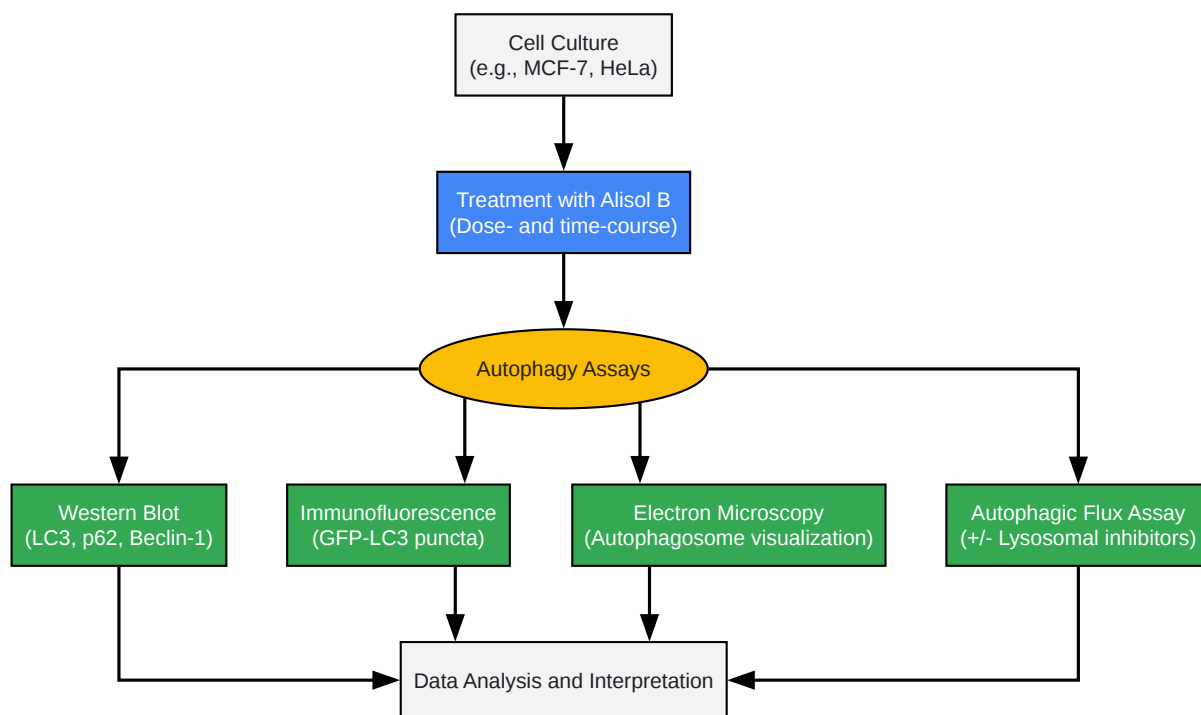 Cell Culture
(e.g., MCF-7, HeLa)
Treatment with Alisol B
(Dose- and time-course)
Autophagy Assays
Western Blot
(LC3, p62, Beclin-1)
Immunofluorescence
(GFP-LC3 puncta)
Electron Microscopy
(Autophagosome visualization)
Autophagic Flux Assay
(+/- Lysosomal inhibitors)
Data Analysis and Interpretation